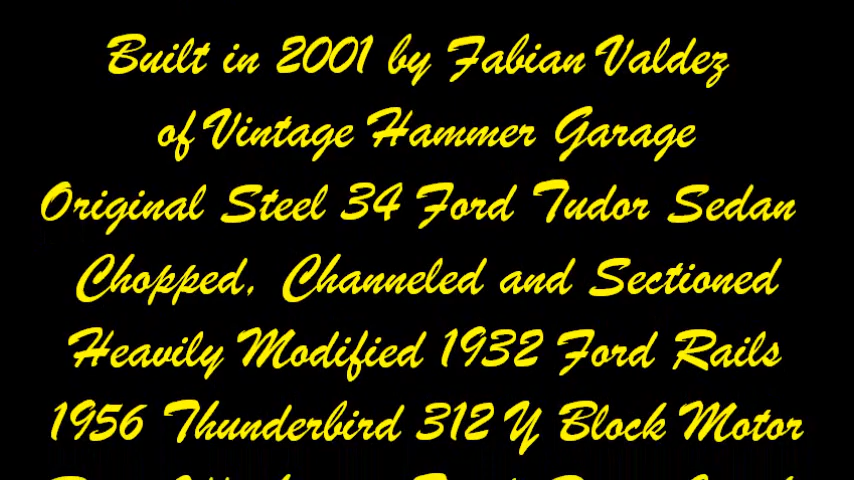 Built in 2001 by Fabian Valdez
of Vintage Hammer Garage
Original Steel 34 Ford Tudor Sedan
Chopped, Channeled and Sectioned
Heavily Modified 1932 Ford Rails
1956 Thunderbird 312 Y Block Motor